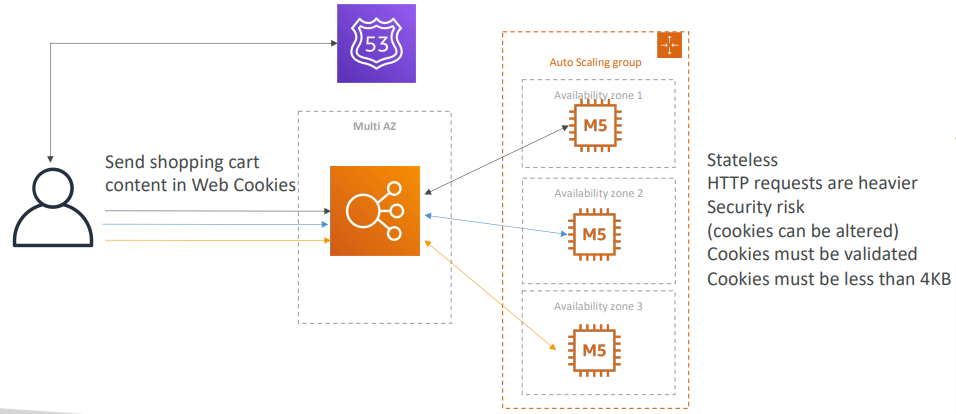 53
Auto Scaling group
Availability zone 1
M5
Multi AZ
Send shopping cart
content in Web Cookies
Availability zone 2
M5
Availability zone 3
M5
Stateless
HTTP requests are heavier
Security risk
(cookies can be altered)
Cookies must be validated
Cookies must be less than 4KB